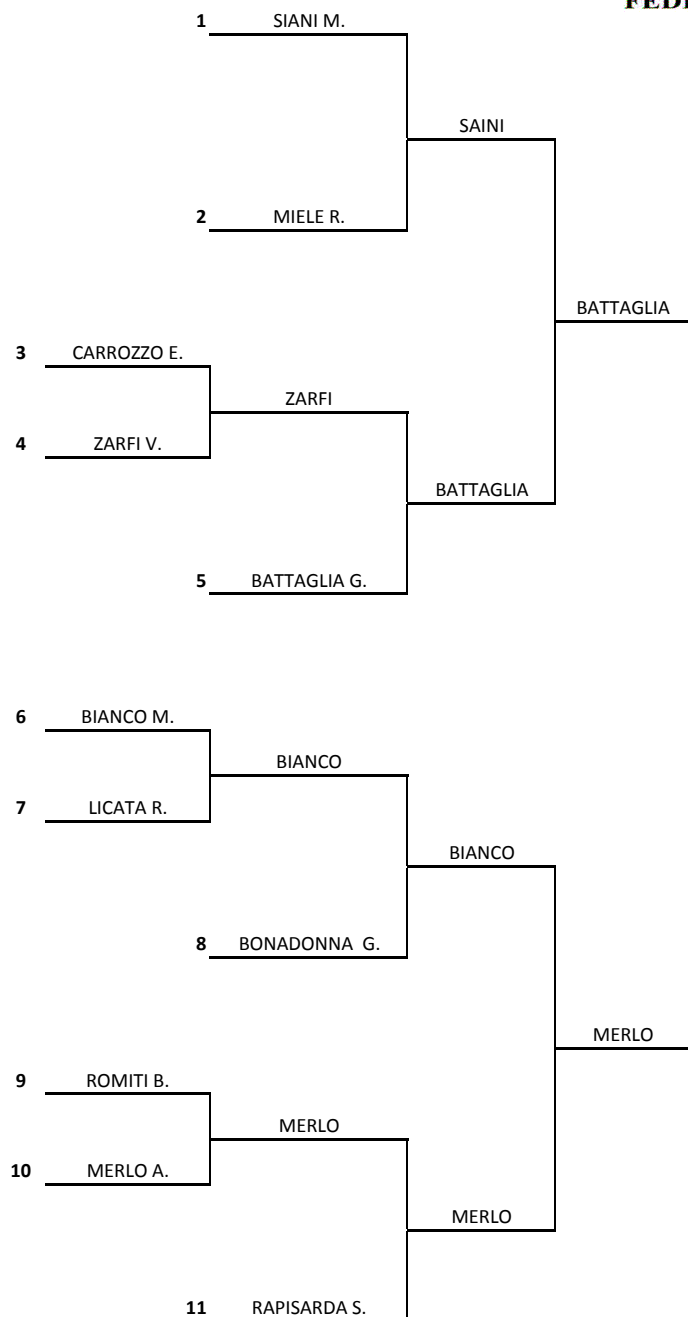 FEDE
1 SIANI M.
SAINI
2 MIELE R.
BATTAGLIA
3 CARROZZO E.
ZARFI
4 ZARFI V.
BATTAGLIA
5 BATTAGLIA G.
6 BIANCO M.
BIANCO
7 LICATA R.
BIANCO
8 BONADONNA G.
MERLO
9 ROMITI B.
MERLO
10 MERLO A.
MERLO
11 RAPISARDA S.